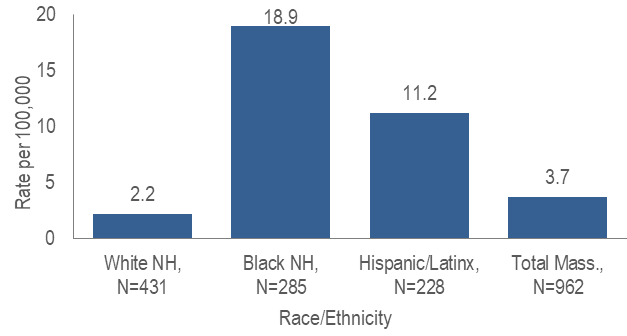 Rate per 100,000
20
15
10
5
0
2.2
18.9
11.2
3.7
White NH,
N=431
Black NH,
N=285
Hispanic/Latinx,
N=228
Total Mass.,
N=962
Race/Ethnicity